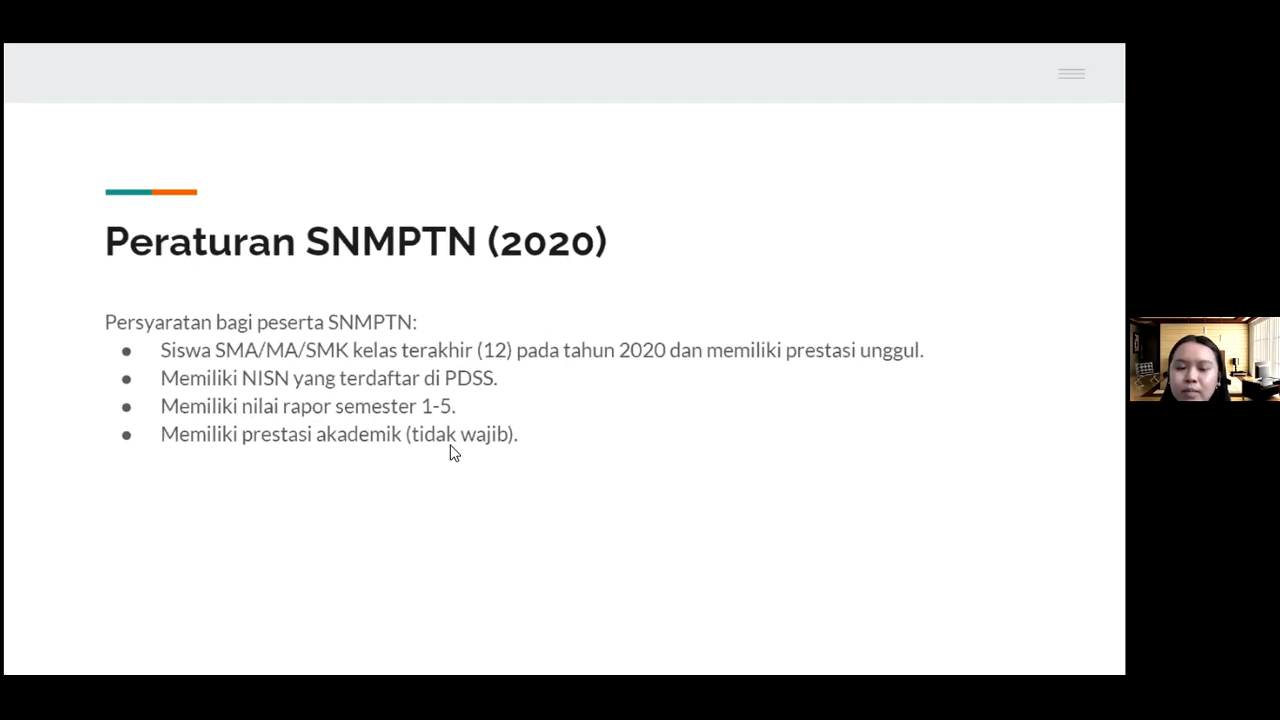 Peraturan SNMPTN (2020)
Persyaratan bagi peserta SNMPTN:
● Siswa SMA/MA/SMK kelas terakhir (12) pada tahun 2020 dan memiliki prestasi unggul.
● Memiliki NISN yang terdaftar di PDSS.
● Memiliki nilai rapor semester 1-5.
● Memiliki prestasi akademik (tidak wajib).